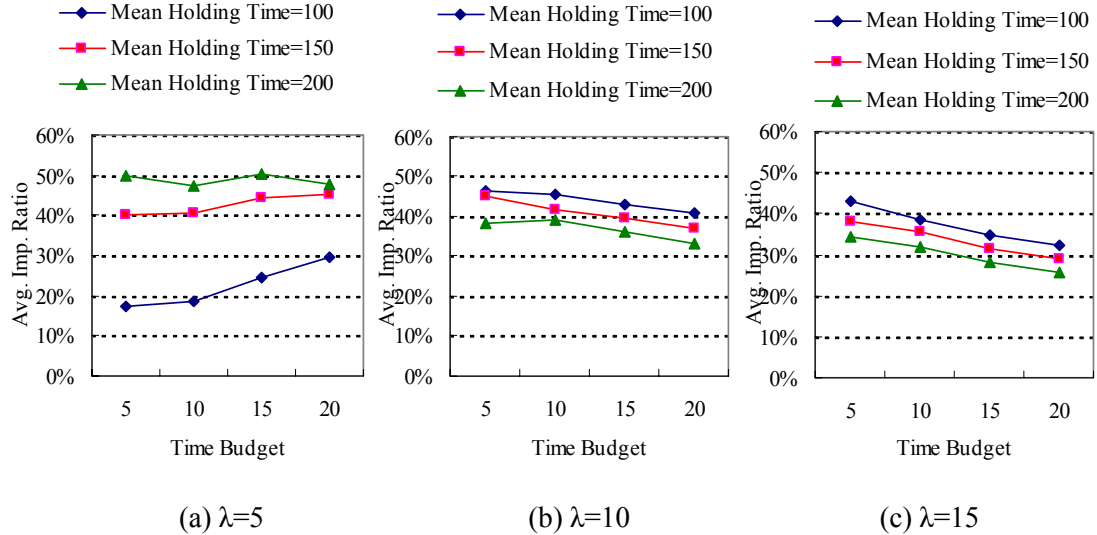 Mean Holding Time=100
Mean Holding Time=150
Mean Holding Time=200
60%
50%
40%
30%
20%
10%
0%
Avg. Imp. Ratio
5 10 15 20
Time Budget
(a) λ=5
Mean Holding Time=100
Mean Holding Time=150
Mean Holding Time=200
60%
50%
40%
30%
20%
10%
0%
Avg. Imp. Ratio
5 10 15 20
Time Budget
(b) λ=10
Mean Holding Time=100
Mean Holding Time=150
Mean Holding Time=200
60%
50%
40%
30%
20%
10%
0%
Avg. Imp. Ratio
5 10 15 20
Time Budget
(c) λ=15